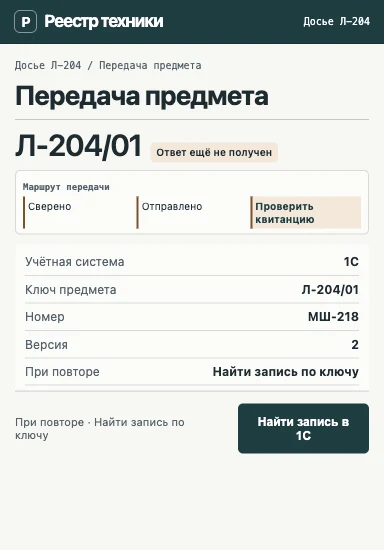 Р Реестр техники Досье Л–204
Досье Л–204 / Передача предмета
Передача предмета
Л-204/01 Ответ ещё не получен
Маршрут передачи
Сверено Отправлено Проверить
квитанцию
Учётная система 1С
Ключ предмета Л-204/01
Номер МШ-218
Версия 2
При повторе Найти запись по ключу
При повторе · Найти запись по
ключу
Найти запись в
1С